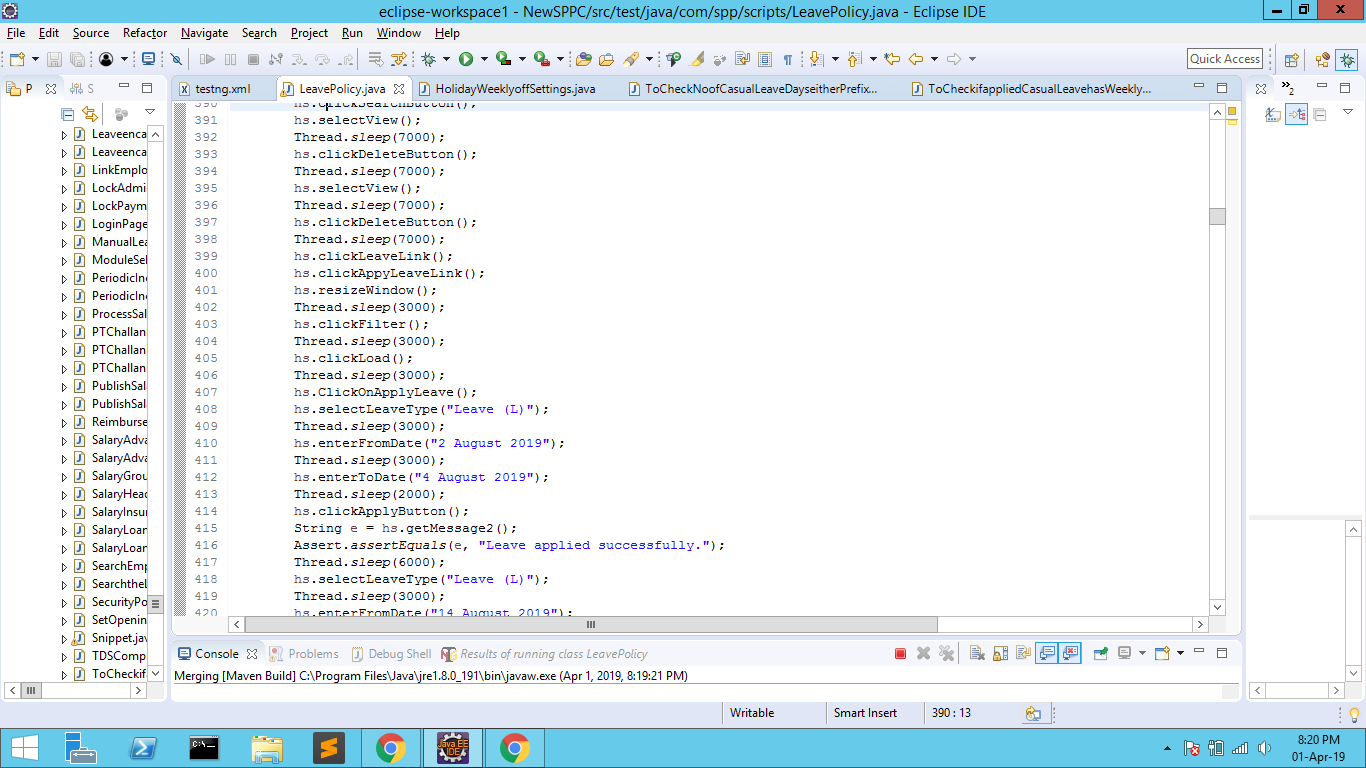 eclipse-workspace1 - NewSPPC/src/test/java/com/spp/scripts/LeavePolicy.java - Eclipse IDE
File Edit Source Refactor Navigate Search Project Run Window Help
Quick Access
P S testng.xml LeavePolicy.java HolidayWeeklyoffSettings.java ToCheckNoofCasualLeaveDayseitherPrefix... ToCheckifappliedCasualLeavehasWeekly... 2
Leaveenca
Leaveenca
LinkEmplo
LockAdmi
LockPaym
LoginPage
ManualLea
ModuleSel
PeriodicInc
PeriodicInc
ProcessSal
PTChallan
PTChallan
PTChallan
PublishSal
PublishSal
Reimburse
SalaryAdva
SalaryAdva
SalaryGrou
SalaryHead
SalaryInsu
SalaryLoan
SalaryLoan
SearchEmp
SearchtheL
SecurityPo
SetOpenin
Snippet.jav
TDSComp
ToCheckif
390 hs.clickSearchButton();
391 hs.selectView();
392 Thread.sleep(7000);
393 hs.clickDeleteButton();
394 Thread.sleep(7000);
395 hs.selectView();
396 Thread.sleep(7000);
397 hs.clickDeleteButton();
398 Thread.sleep(7000);
399 hs.clickLeaveLink();
400 hs.clickAppyLeaveLink();
401 hs.resizeWindow();
402 Thread.sleep(3000);
403 hs.clickFilter();
404 Thread.sleep(3000);
405 hs.clickLoad();
406 Thread.sleep(3000);
407 hs.ClickOnApplyLeave();
408 hs.selectLeaveType("Leave (L)");
409 Thread.sleep(3000);
410 hs.enterFromDate("2 August 2019");
411 Thread.sleep(3000);
412 hs.enterToDate("4 August 2019");
413 Thread.sleep(2000);
414 hs.clickApplyButton();
415 String e = hs.getMessage2();
416 Assert.assertEquals(e, "Leave applied successfully.");
417 Thread.sleep(6000);
418 hs.selectLeaveType("Leave (L)");
419 Thread.sleep(3000);
420 hs.enterFromDate("14 August 2019");
Console Problems Debug Shell Results of running class LeavePolicy
Merging [Maven Build] C:\Program Files\Java\jre1.8.0_191\bin\javaw.exe (Apr 1, 2019, 8:19:21 PM)
Writable Smart Insert 390 : 13
Java EE
IDE
8:20 PM
01-Apr-19